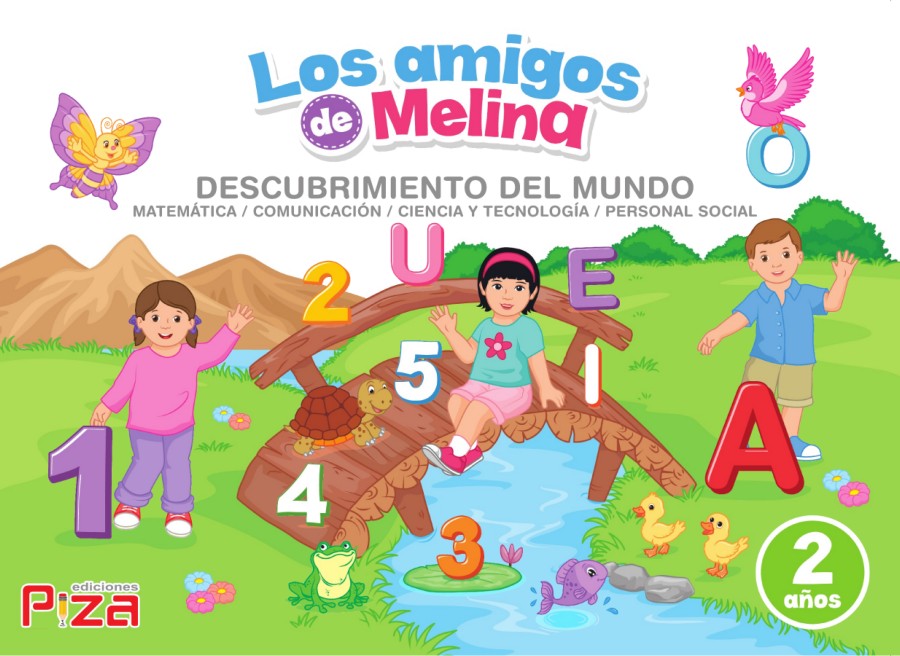 Los amigos
de Melina
O
DESCUBRIMIENTO DEL MUNDO
MATEMÁTICA / COMUNICACIÓN / CIENCIA Y TECNOLOGÍA / PERSONAL SOCIAL
U
2
E
5
I
1
A
4
3
2
años
ediciones
Piza